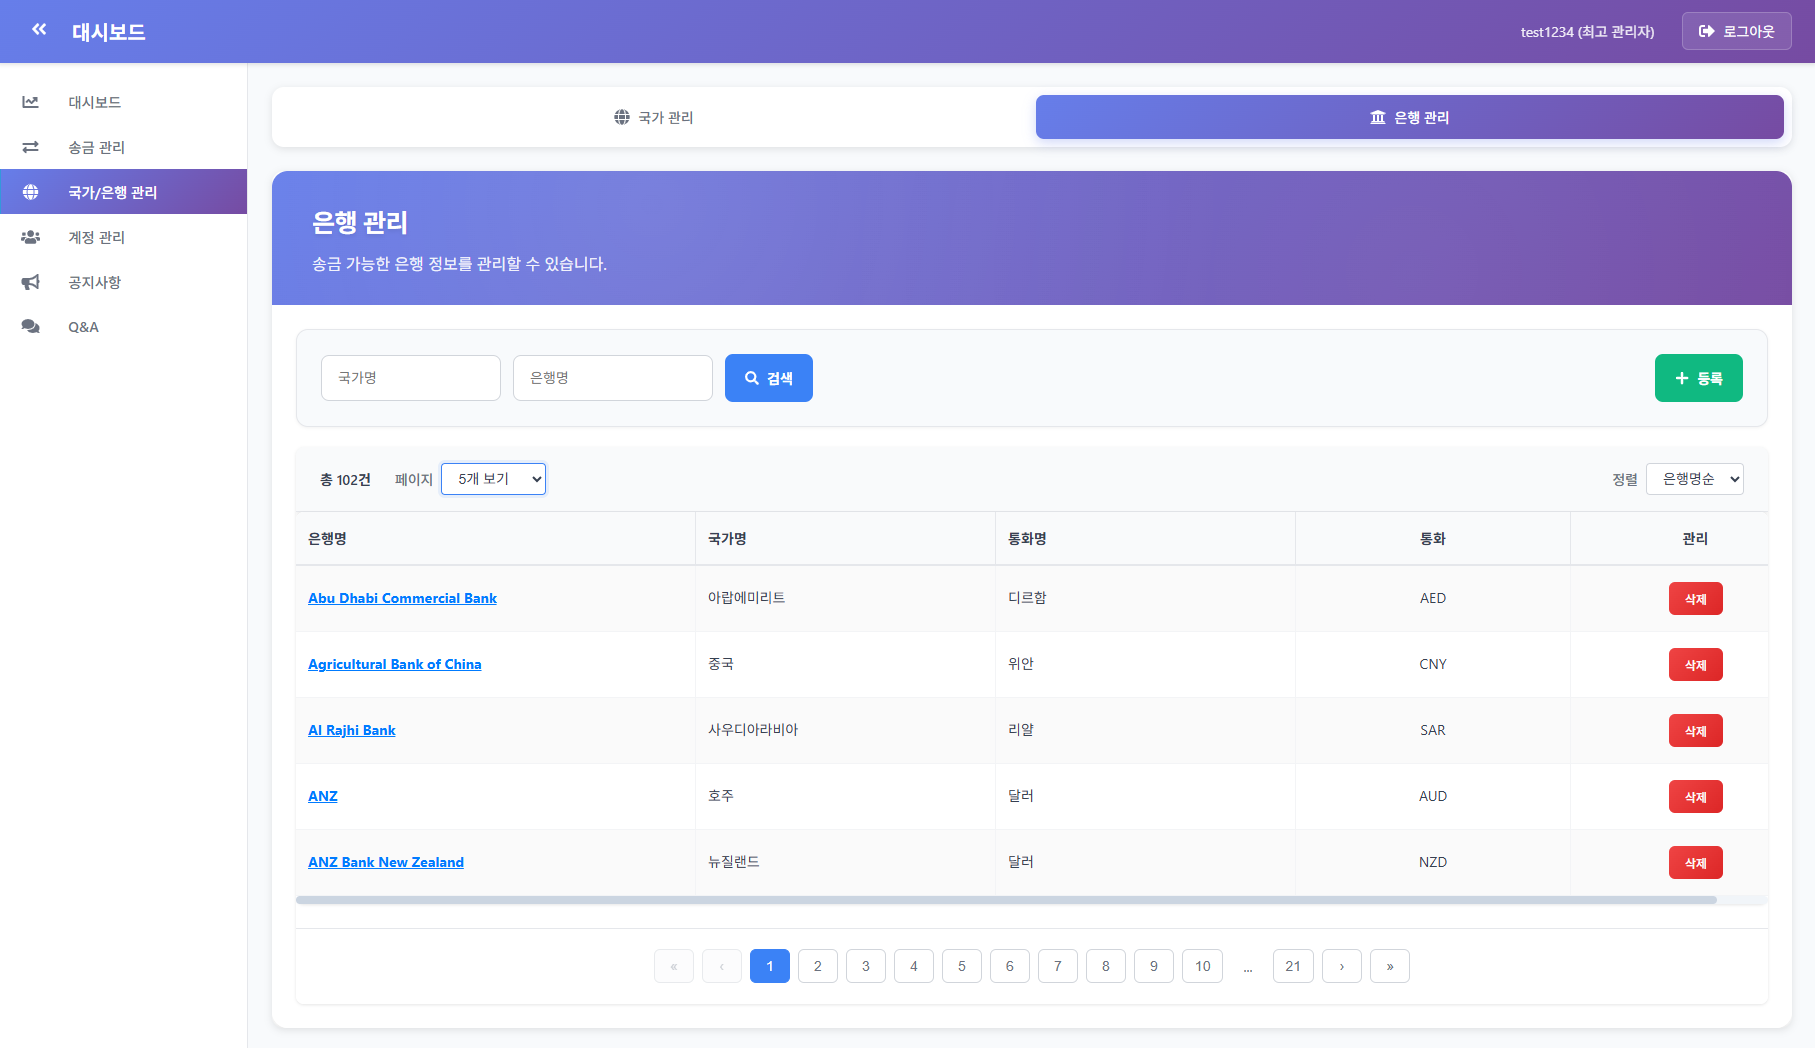 대시보드
test1234 (최고 관리자)
로그아웃
대시보드
송금 관리
국가/은행 관리
계정 관리
공지사항
Q&A
국가 관리
은행 관리
은행 관리
송금 가능한 은행 정보를 관리할 수 있습니다.
국가명
은행명
검색
+ 등록
총 102건 페이지 5개 보기
정렬 은행명순
은행명 국가명 통화명 통화 관리
Abu Dhabi Commercial Bank 아랍에미리트 디르함 AED 삭제
Agricultural Bank of China 중국 위안 CNY 삭제
Al Rajhi Bank 사우디아라비아 리얄 SAR 삭제
ANZ 호주 달러 AUD 삭제
ANZ Bank New Zealand 뉴질랜드 달러 NZD 삭제
« ‹ 1 2 3 4 5 6 7 8 9 10 ... 21 › »